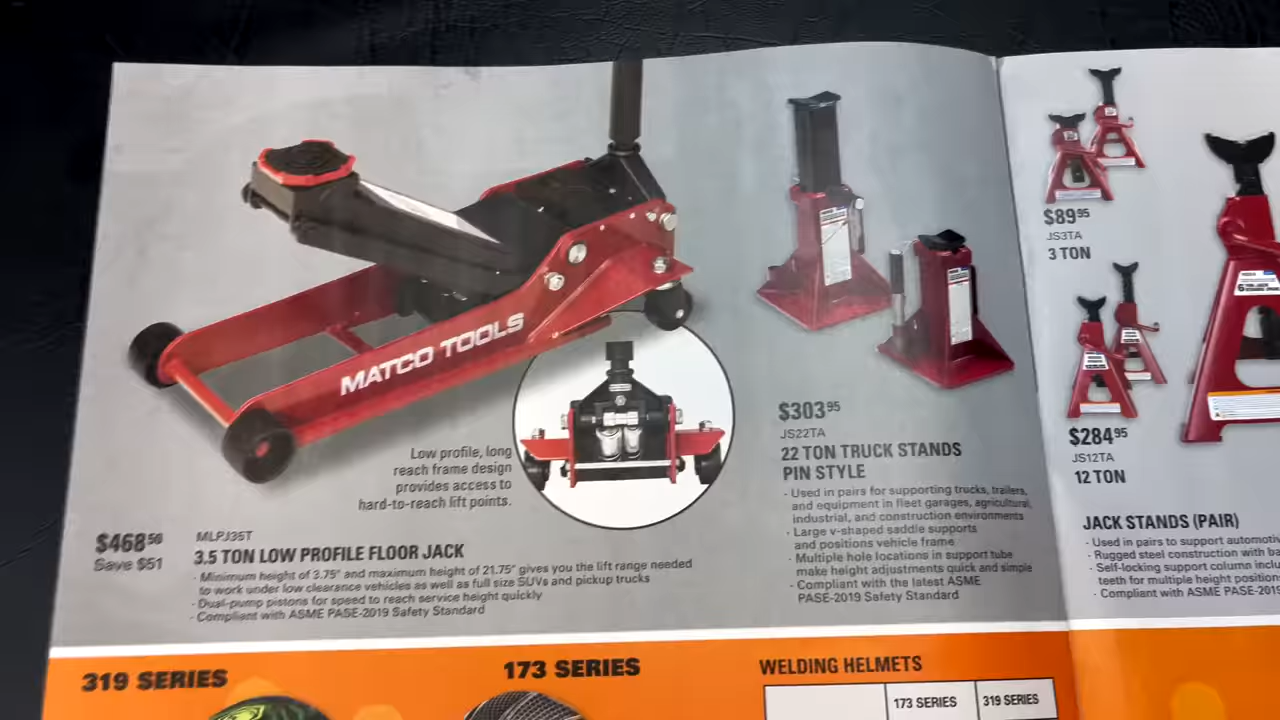 MATCO TOOLS
Low profile, long
reach frame design
provides access to
hard-to-reach lift points.
$468.50
Save $51
MLPJ35T
3.5 TON LOW PROFILE FLOOR JACK
· Minimum height of 3.75" and maximum height of 21.75" gives you the lift range needed
to work under low clearance vehicles as well as full size SUVs and pickup trucks
· Dual-pump pistons for speed to reach service height quickly
· Compliant with ASME PASE-2019 Safety Standard
$303.95
JS22TA
22 TON TRUCK STANDS
PIN STYLE
· Used in pairs for supporting trucks, trailers,
and equipment in fleet garages, agricultural,
industrial, and construction environments
· Large v-shaped saddle supports
and positions vehicle frame
· Multiple hole locations in support tube
make height adjustments quick and simple
· Compliant with the latest ASME
PASE-2019 Safety Standard
$89.95
JS3TA
3 TON
$284.95
JS12TA
12 TON
JACK STANDS (PAIR)
· Used in pairs to support automotiv
· Rugged steel construction with ba
· Self-locking support column inclu
teeth for multiple height position
· Compliant with ASME PASE-2019
319 SERIES
173 SERIES
WELDING HELMETS
173 SERIES
319 SERIES